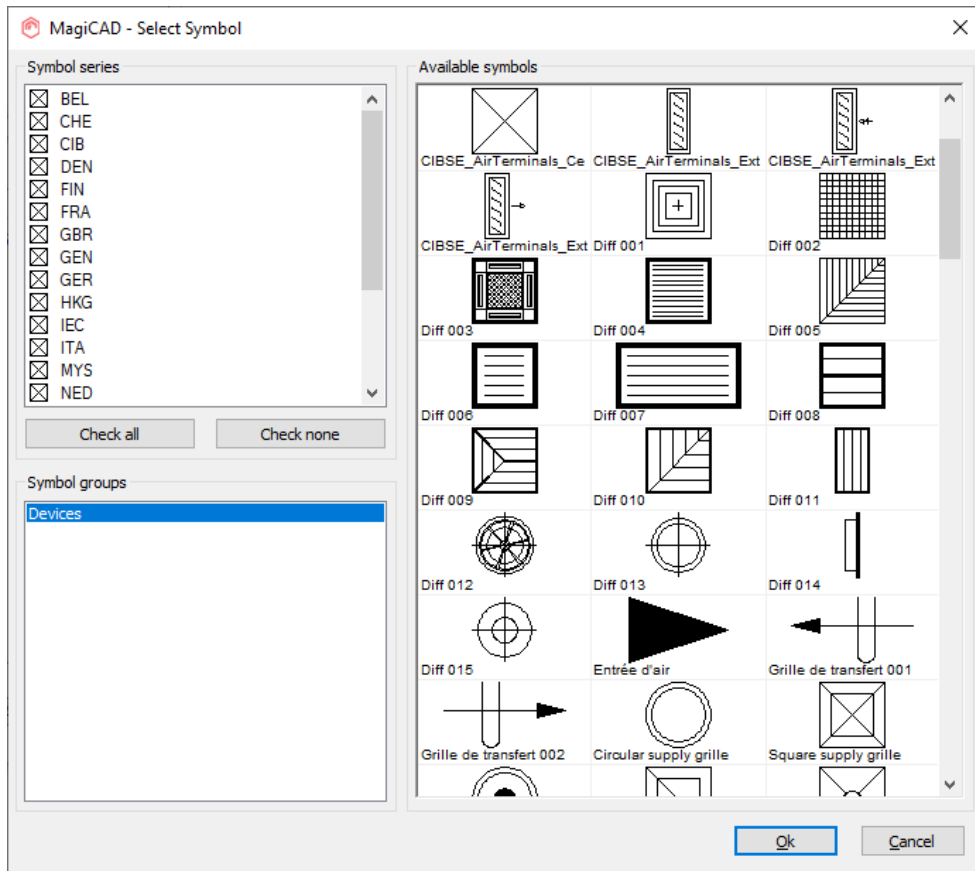 MagiCAD - Select Symbol
Symbol series
BEL
CHE
CIB
DEN
FIN
FRA
GBR
GEN
GER
HKG
IEC
ITA
MYS
NED
Check all
Check none
Symbol groups
Devices
Available symbols
CIBSE_AirTerminals_Ce CIBSE_AirTerminals_Ext CIBSE_AirTerminals_Ext
CIBSE_AirTerminals_Ext Diff 001 Diff 002
Diff 003 Diff 004 Diff 005
Diff 006 Diff 007 Diff 008
Diff 009 Diff 010 Diff 011
Diff 012 Diff 013 Diff 014
Diff 015 Entrée d'air Grille de transfert 001
Grille de transfert 002 Circular supply grille Square supply grille
Ok Cancel